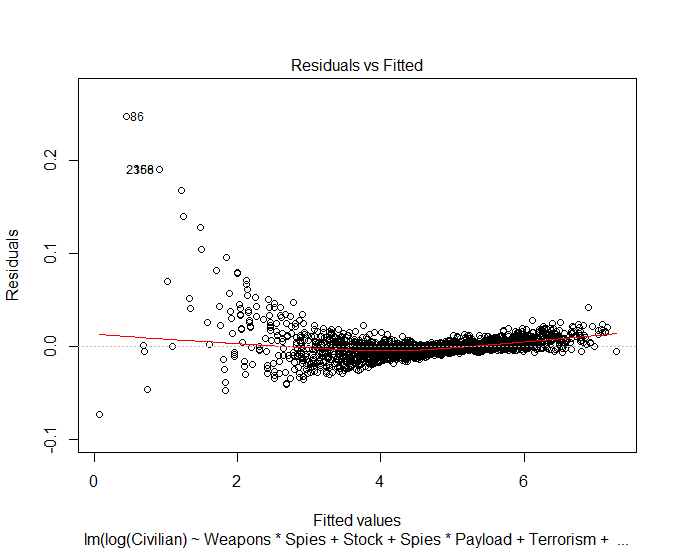 Residuals vs Fitted
Residuals
0.2
0.1
0.0
-0.1
86
0
2
4
6
Fitted values
lm(log(Civilian) ~ Weapons * Spies + Stock + Spies * Payload + Terrorism + ...